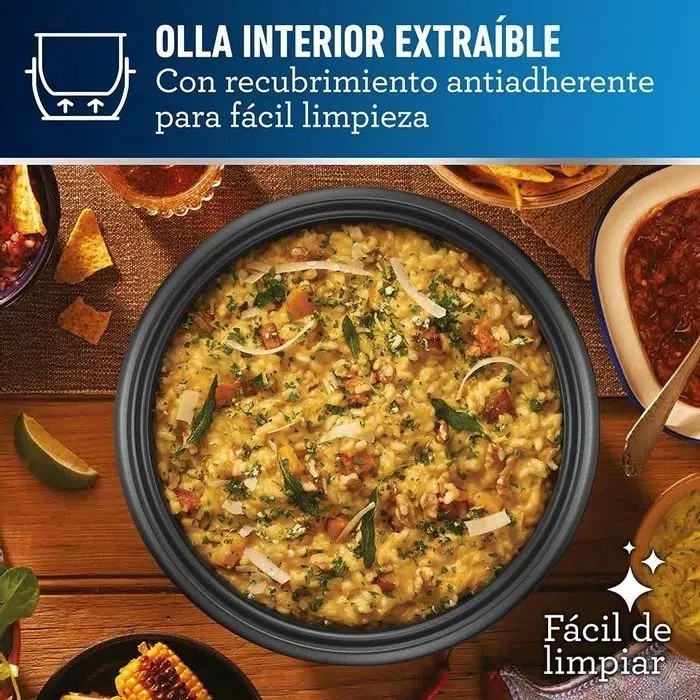 OLLA INTERIOR EXTRAÍBLE
Con recubrimiento antiadherente
para fácil limpieza
Fácil de
limpiar